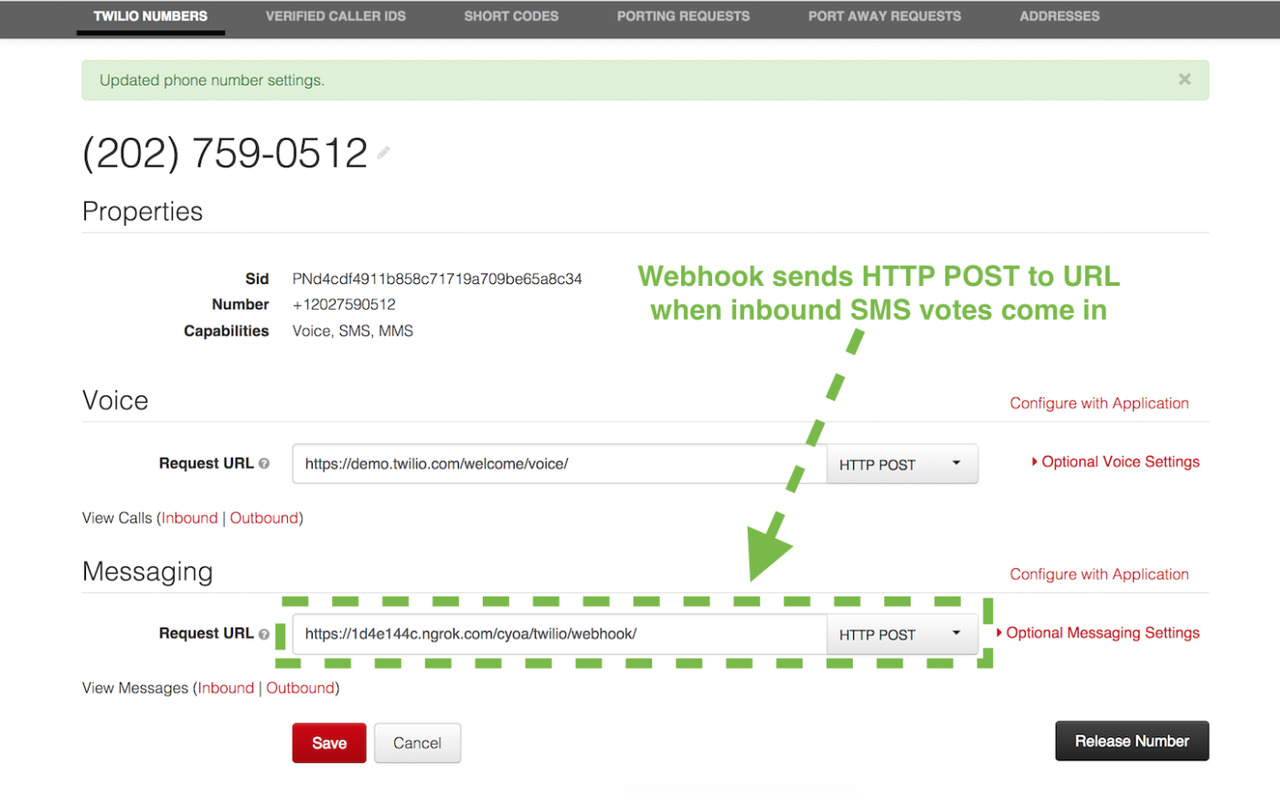 TWILIO NUMBERS VERIFIED CALLER IDS SHORT CODES PORTING REQUESTS PORT AWAY REQUESTS ADDRESSES
Updated phone number settings. ×
(202) 759-0512
Properties
Sid PNd4cdf4911b858c71719a709be65a8c34
Number +12027590512
Capabilities Voice, SMS, MMS
Webhook sends HTTP POST to URL
when inbound SMS votes come in
Voice Configure with Application
Request URL ? https://demo.twilio.com/welcome/voice/ HTTP POST Optional Voice Settings
View Calls (Inbound | Outbound)
Messaging Configure with Application
Request URL ? https://1d4e144c.ngrok.com/cyoa/twilio/webhook/ HTTP POST Optional Messaging Settings
View Messages (Inbound | Outbound)
Save Cancel Release Number